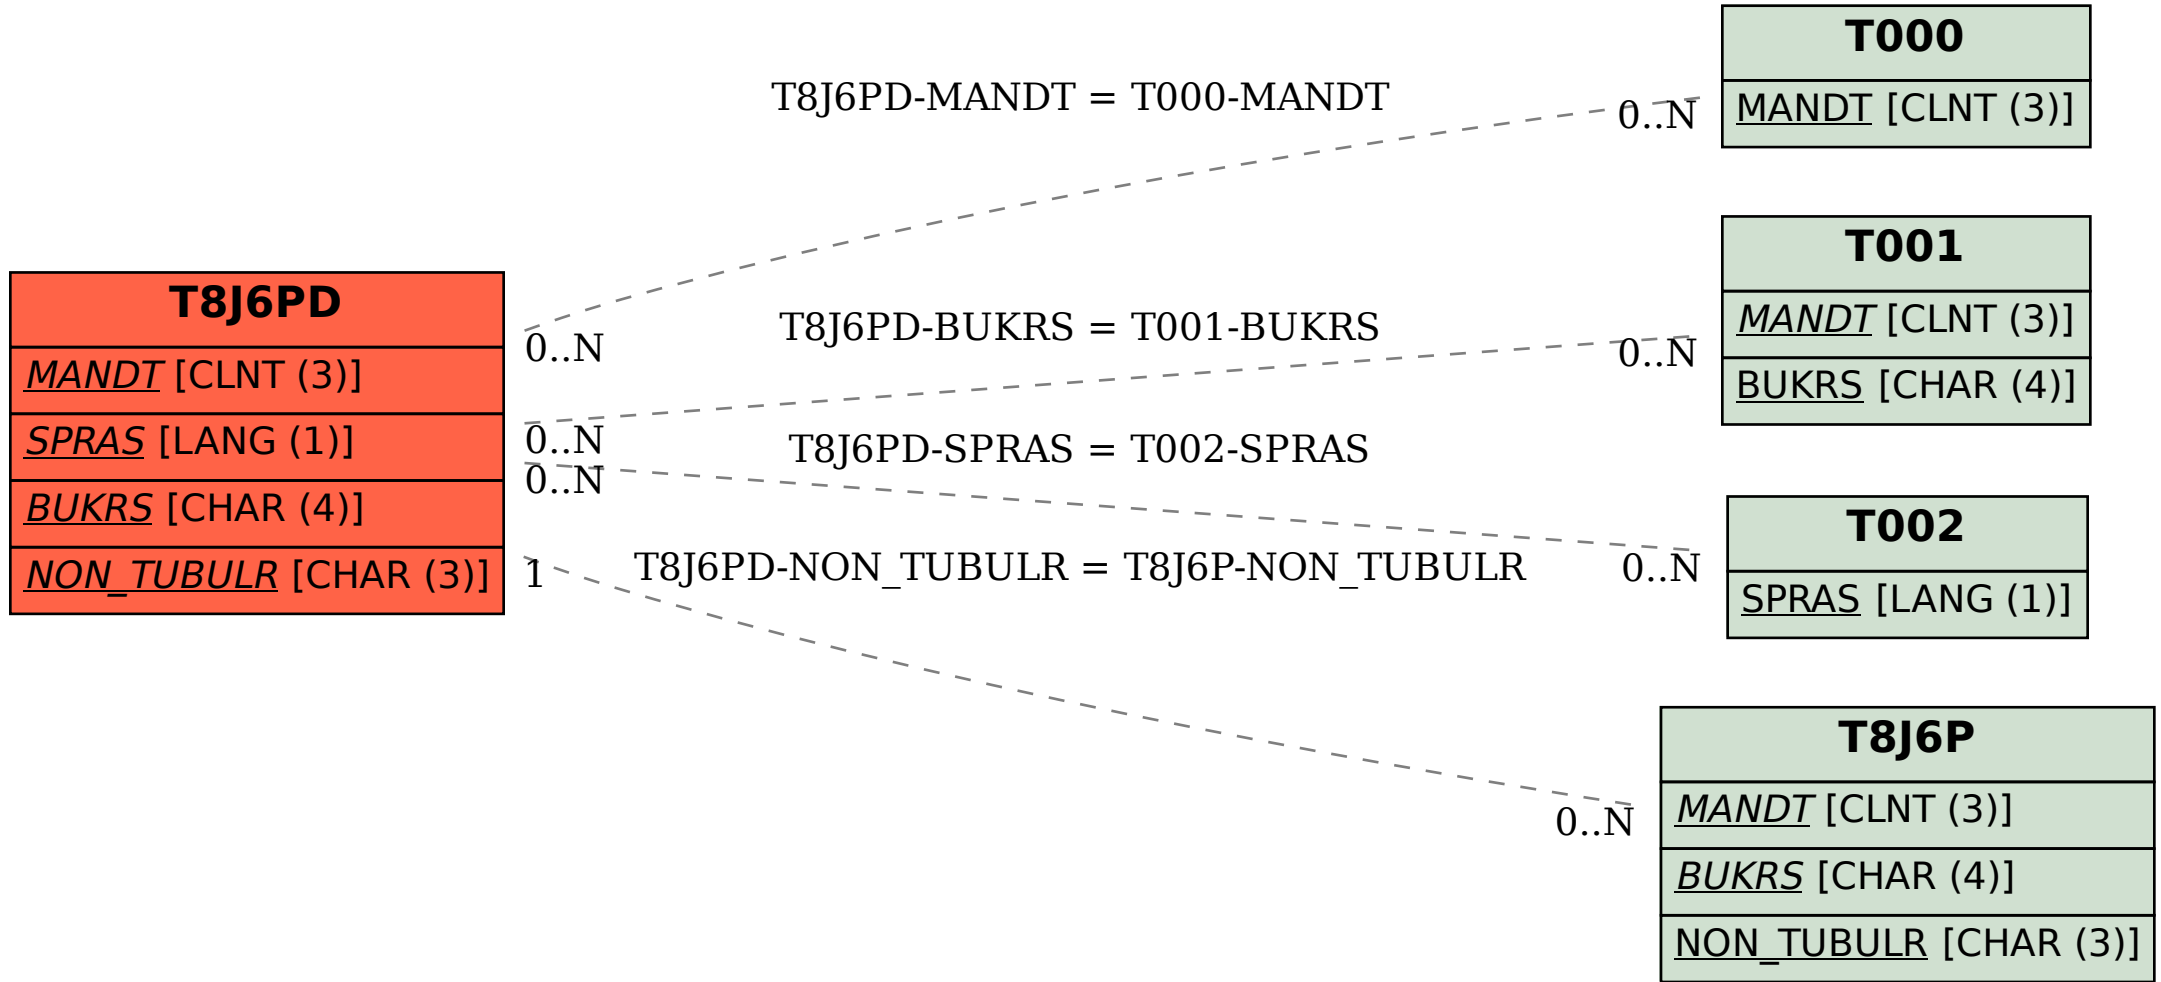 T000
MANDT [CLNT (3)]
T8J6PD-MANDT = T000-MANDT
0..N
T001
MANDT [CLNT (3)]
BUKRS [CHAR (4)]
T8J6PD
MANDT [CLNT (3)]
SPRAS [LANG (1)]
BUKRS [CHAR (4)]
NON_TUBULR [CHAR (3)]
0..N
T8J6PD-BUKRS = T001-BUKRS
0..N
0..N
T8J6PD-SPRAS = T002-SPRAS
0..N
T002
SPRAS [LANG (1)]
1
T8J6PD-NON_TUBULR = T8J6P-NON_TUBULR
0..N
T8J6P
MANDT [CLNT (3)]
BUKRS [CHAR (4)]
NON_TUBULR [CHAR (3)]
0..N